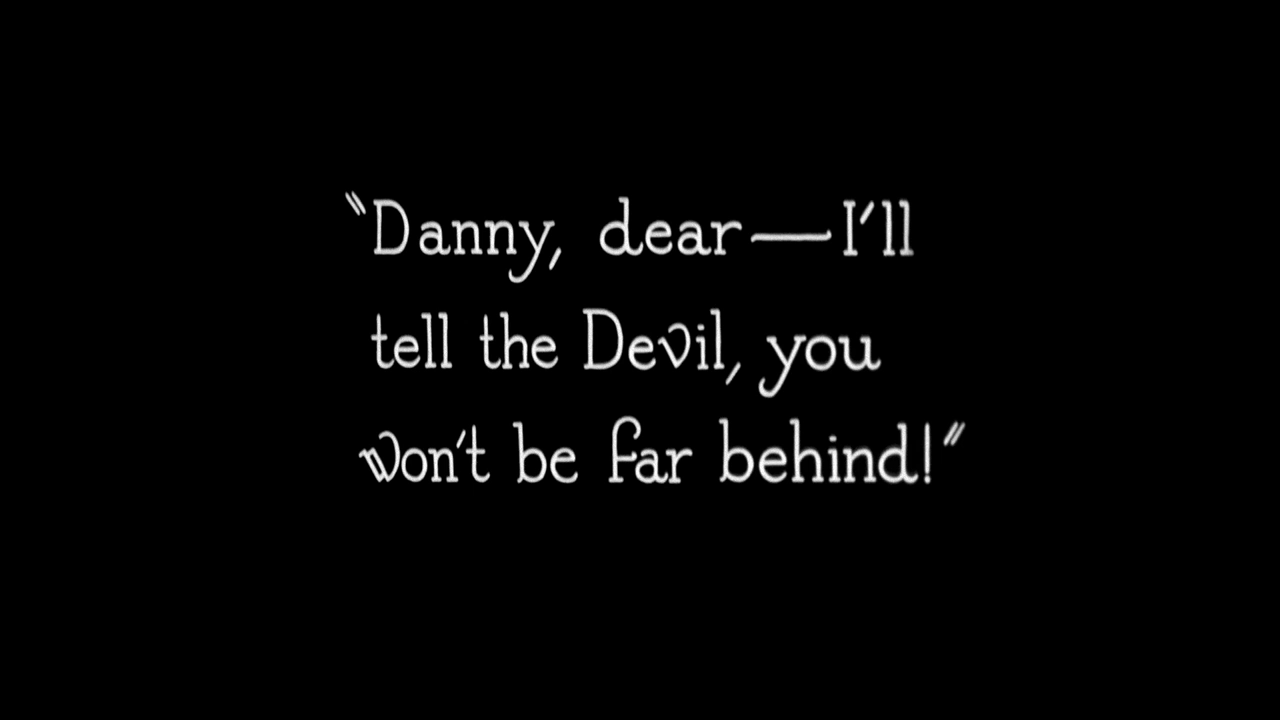 "Danny, dear—I'll
tell the Devil, you
won't be far behind!"